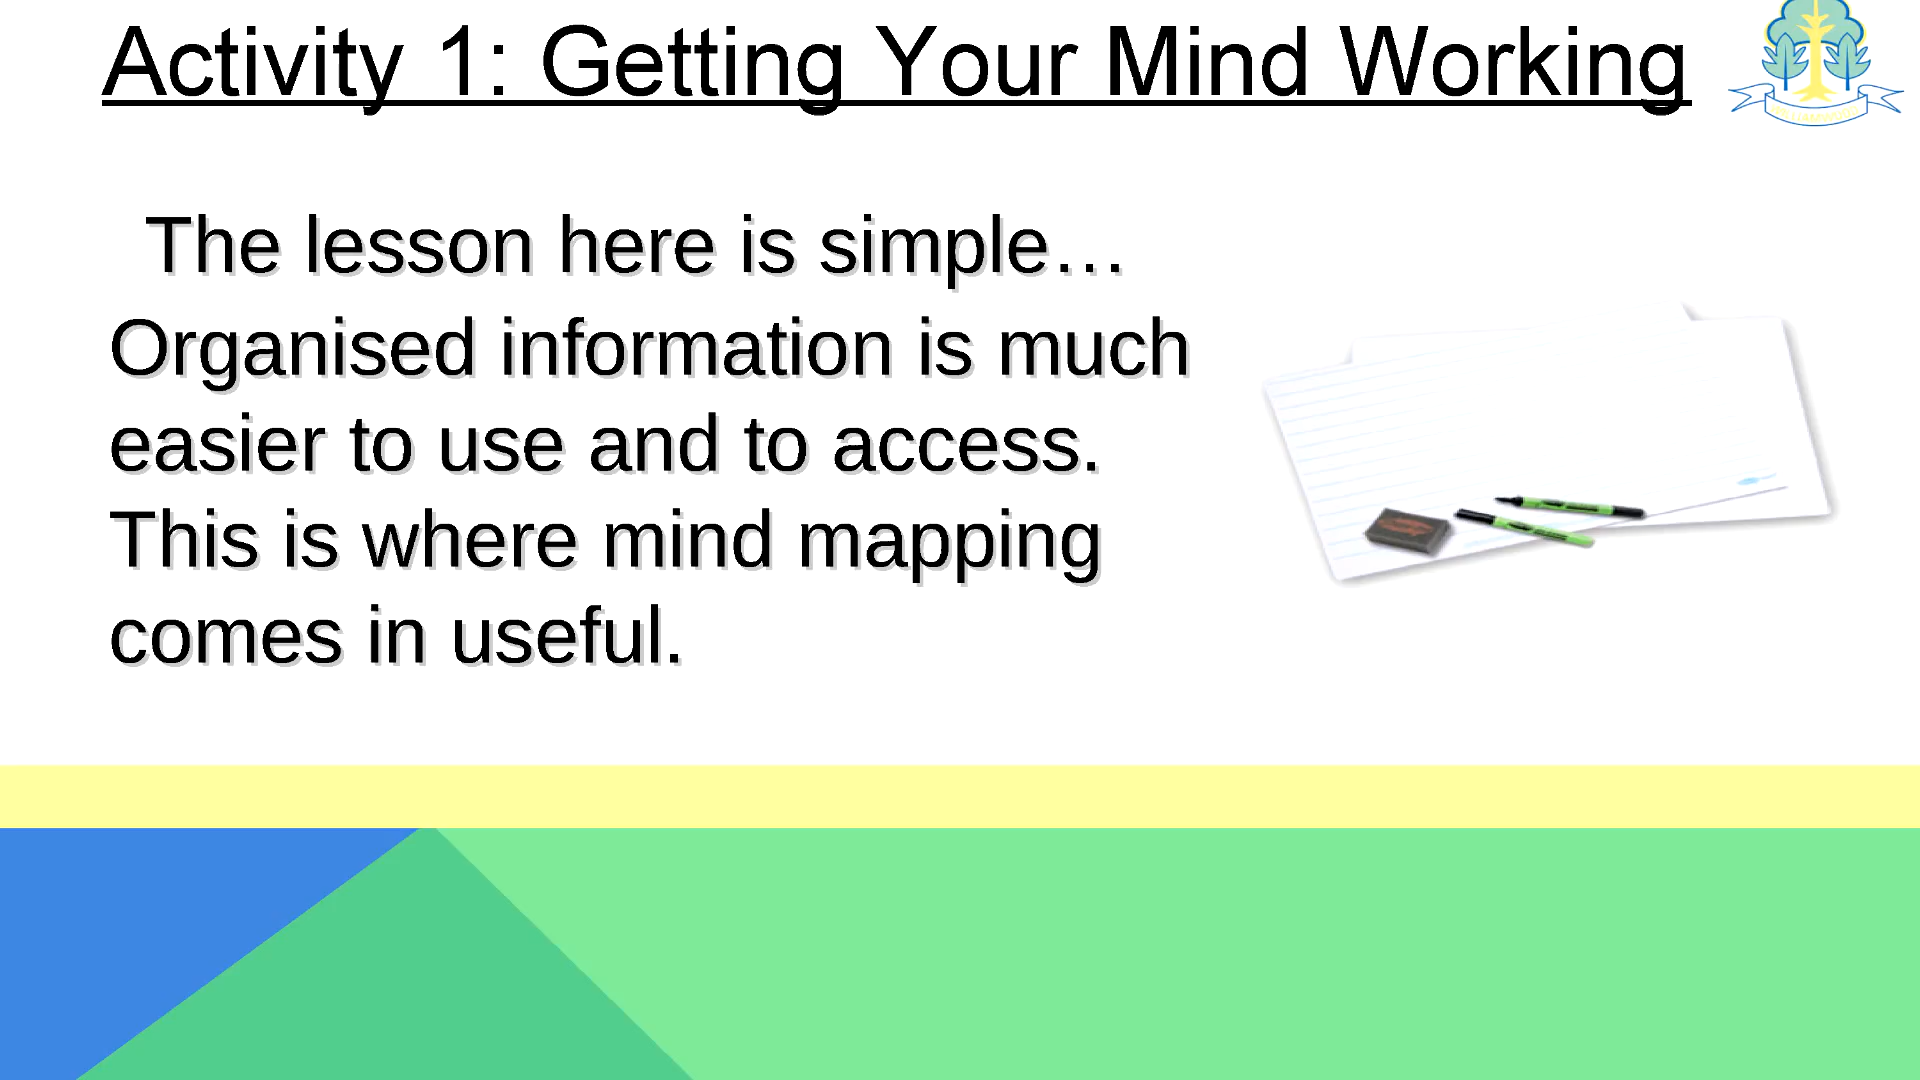 Activity 1: Getting Your Mind Working
The lesson here is simple…
Organised information is much
easier to use and to access.
This is where mind mapping
comes in useful.